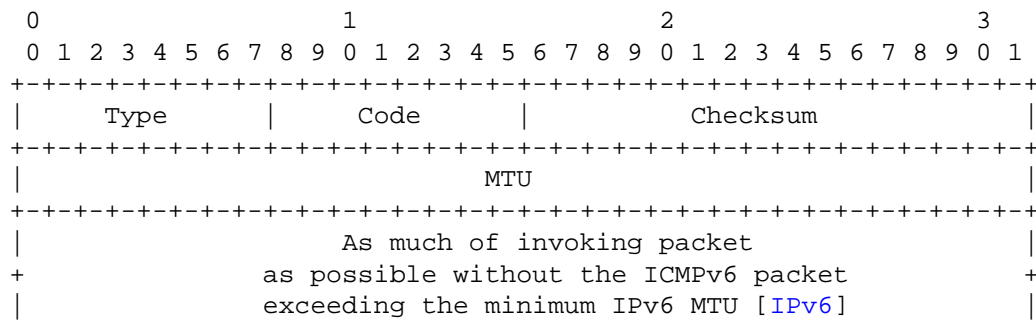 0                   1                   2                   3
 0 1 2 3 4 5 6 7 8 9 0 1 2 3 4 5 6 7 8 9 0 1 2 3 4 5 6 7 8 9 0 1
+-+-+-+-+-+-+-+-+-+-+-+-+-+-+-+-+-+-+-+-+-+-+-+-+-+-+-+-+-+-+-+-+
|     Type      |     Code      |          Checksum             |
+-+-+-+-+-+-+-+-+-+-+-+-+-+-+-+-+-+-+-+-+-+-+-+-+-+-+-+-+-+-+-+-+
|                             MTU                               |
+-+-+-+-+-+-+-+-+-+-+-+-+-+-+-+-+-+-+-+-+-+-+-+-+-+-+-+-+-+-+-+-+
|                    As much of invoking packet                 |
+               as possible without the ICMPv6 packet           +
|               exceeding the minimum IPv6 MTU [IPv6]           |